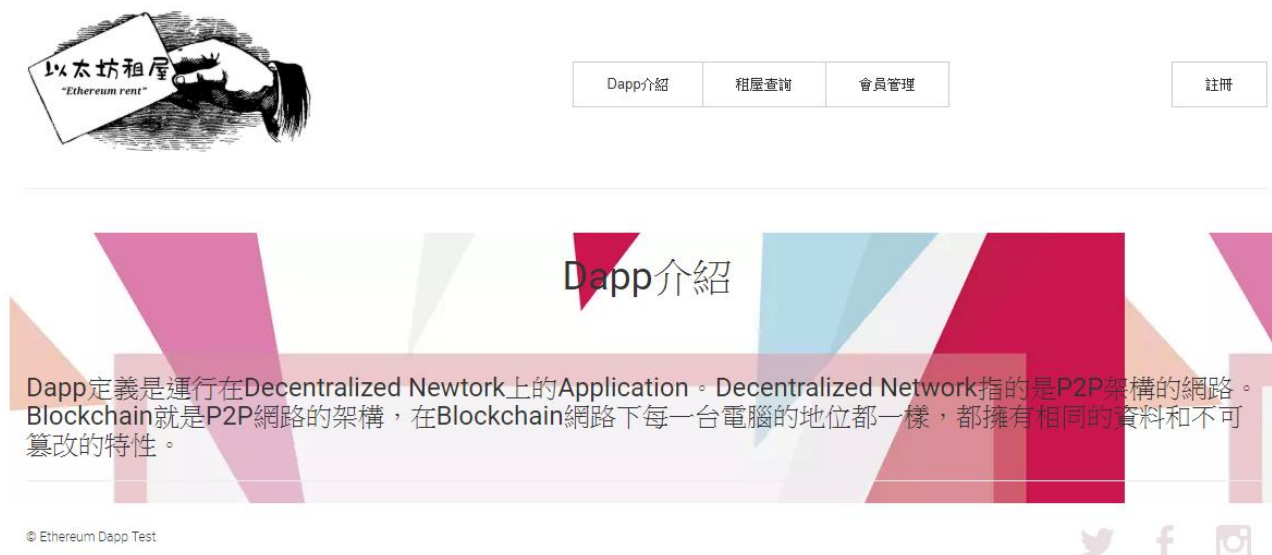 以太坊租屋
"Ethereum rent"
Dapp介紹
租屋查詢
會員管理
註冊
Dapp介紹
Dapp定義是運行在Decentralized Newtork上的Application。Decentralized Network指的是P2P架構的網路。
Blockchain就是P2P網路的架構，在Blockchain網路下每一台電腦的地位都一樣，都擁有相同的資料和不可
篡改的特性。
© Ethereum Dapp Test